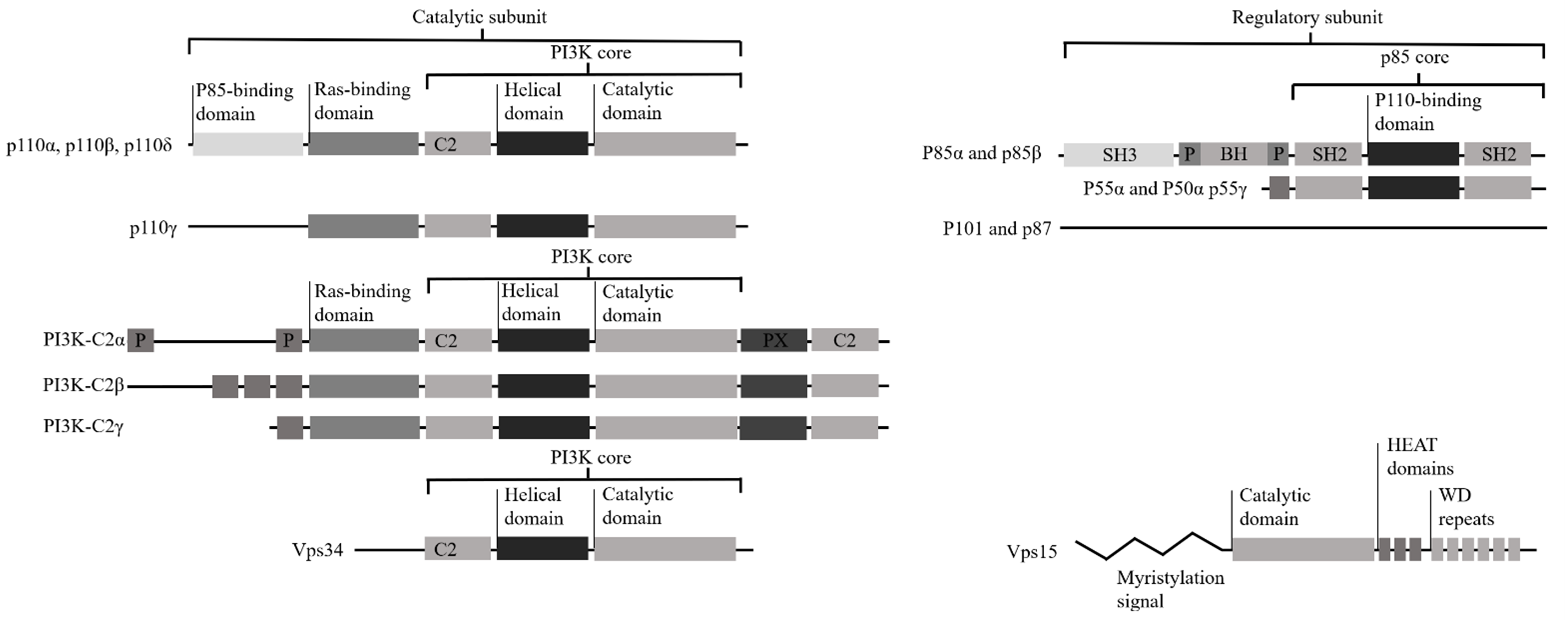 Catalytic subunit
PI3K core
P85-binding
domain
Ras-binding
domain
Helical
domain
Catalytic
domain
p110α, p110β, p110δ
C2
p110γ
PI3K core
Ras-binding
domain
Helical
domain
Catalytic
domain
PI3K-C2α
P
P
C2
PX
C2
PI3K-C2β
PI3K-C2γ
PI3K core
Helical
domain
Catalytic
domain
Vps34
C2
Regulatory subunit
p85 core
P110-binding
domain
P85α and p85β
SH3
P
BH
P
SH2
SH2
P55α and P50α p55γ
P101 and p87
HEAT
domains
Catalytic
domain
WD
repeats
Vps15
Myristylation
signal